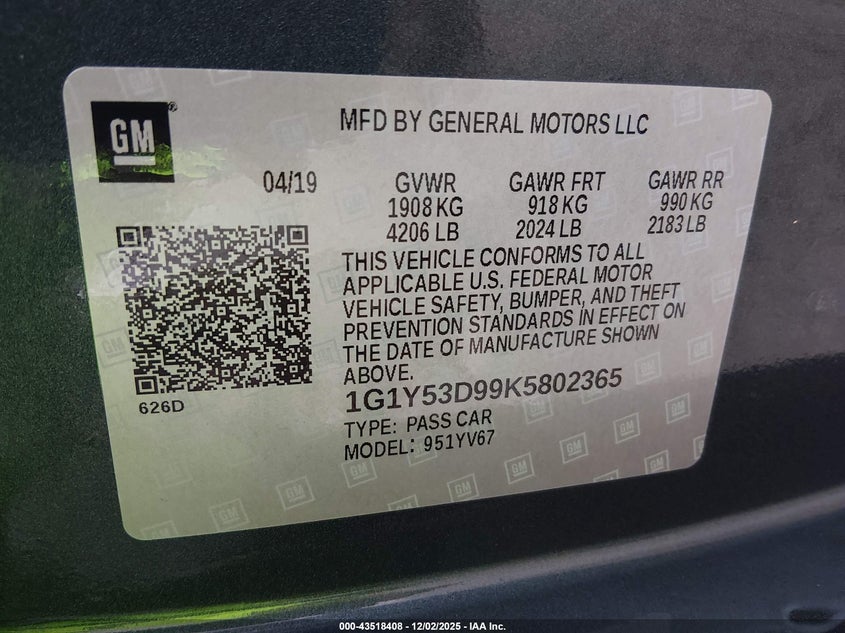 GM
MFD BY GENERAL MOTORS LLC
04/19 GVWR GAWR FRT GAWR RR
1908 KG 918 KG 990 KG
4206 LB 2024 LB 2183 LB
THIS VEHICLE CONFORMS TO ALL
APPLICABLE U.S. FEDERAL MOTOR
VEHICLE SAFETY, BUMPER, AND THEFT
PREVENTION STANDARDS IN EFFECT ON
THE DATE OF MANUFACTURE SHOWN
ABOVE.
626D
1G1Y53D99K5802365
TYPE: PASS CAR
MODEL: 951YV67
000-43518408 - 12/02/2025 - IAA Inc.